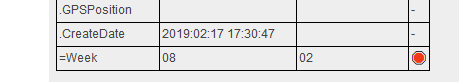 .GPSPosition -
.CreateDate 2019:02:17 17:30:47 -
=Week 08 02